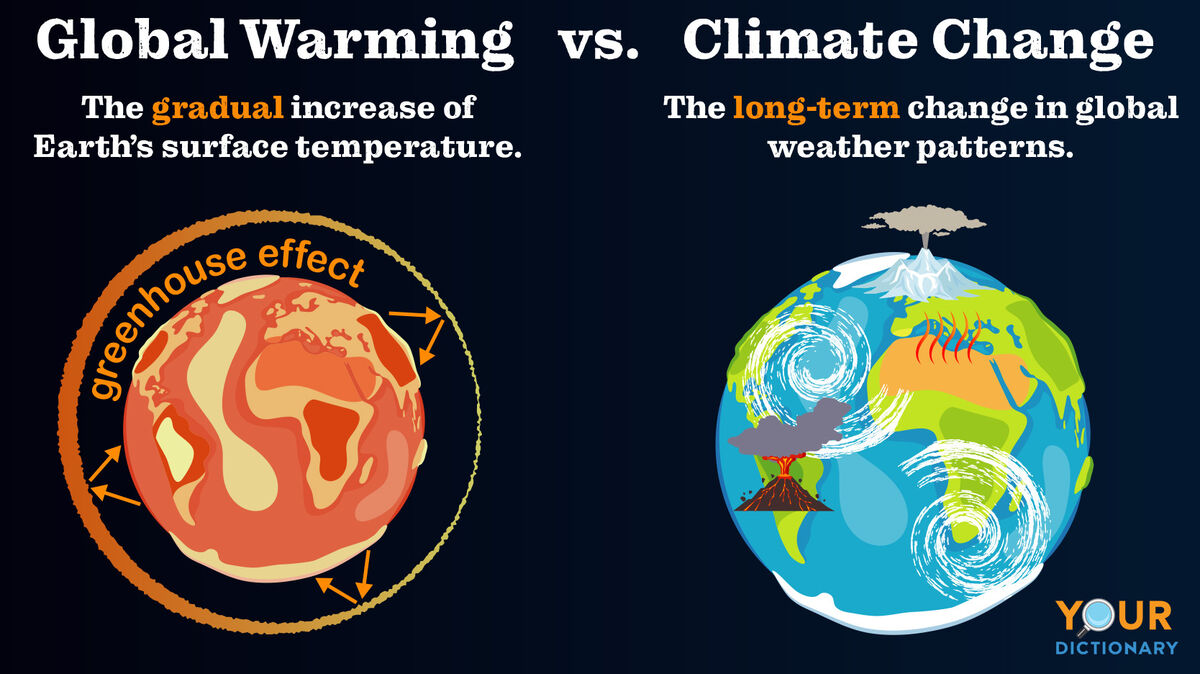 Global Warming vs. Climate Change
The gradual increase of
Earth's surface temperature.
The long-term change in global
weather patterns.
greenhouse effect
YOUR
DICTIONARY